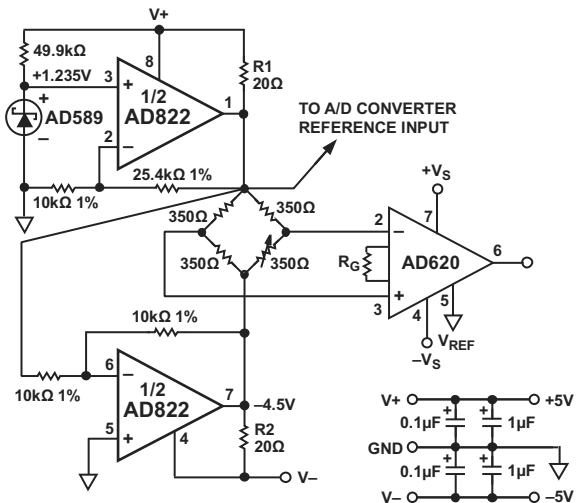 V+
49.9kΩ
+1.235V
+
AD589
–
3
+
8
1/2
AD822
1
2
–
R1
20Ω
TO A/D CONVERTER
REFERENCE INPUT
10kΩ 1%
25.4kΩ 1%
350Ω
350Ω
350Ω
350Ω
+VS
7
2
–
RG
AD620
6
+
3
4
5
VREF
–VS
10kΩ 1%
10kΩ 1%
6
–
1/2
AD822
7
–4.5V
5
+
4
R2
20Ω
V–
V+
+5V
0.1µF
+
+
1µF
GND
0.1µF
+
+
1µF
V–
–5V